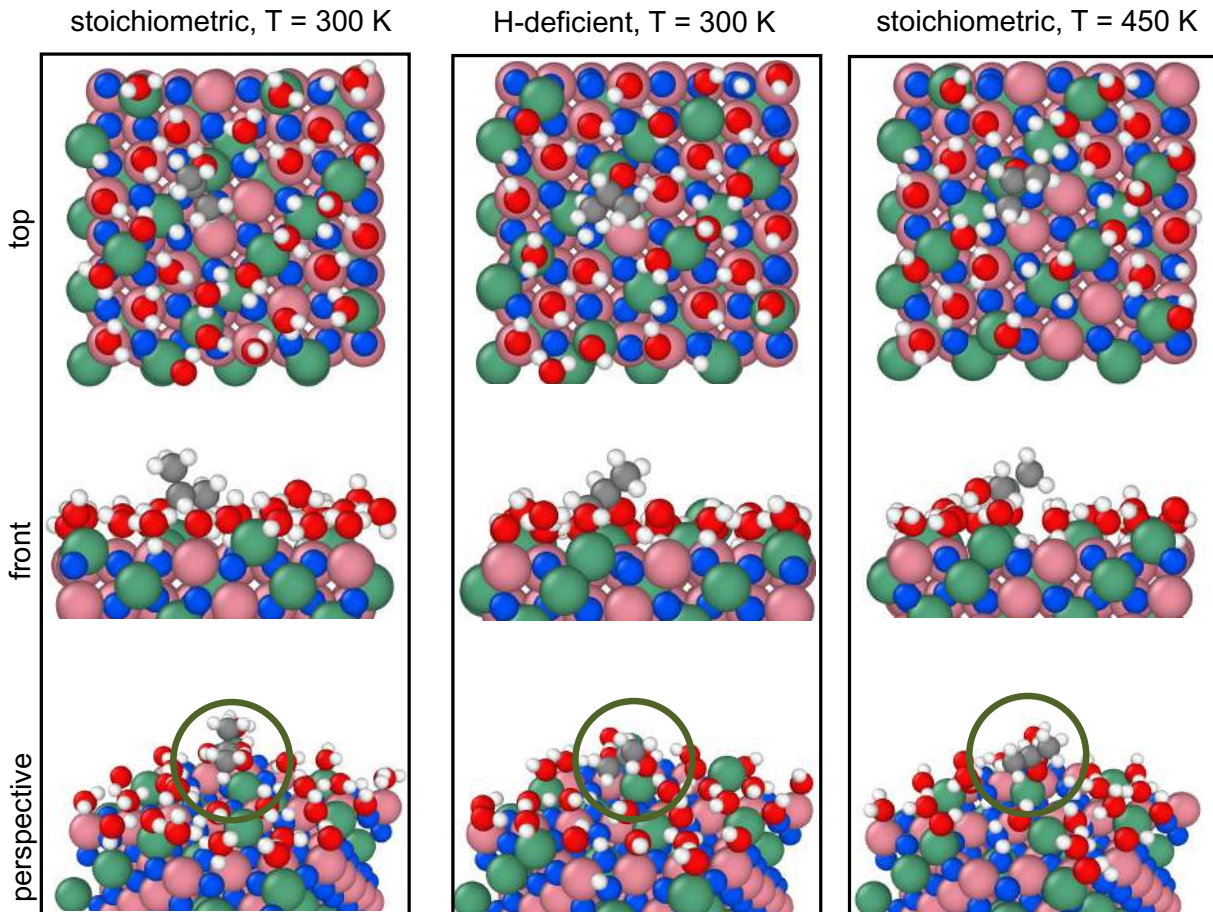 stoichiometric, T = 300 K
H-deficient, T = 300 K
stoichiometric, T = 450 K
top
front
perspective